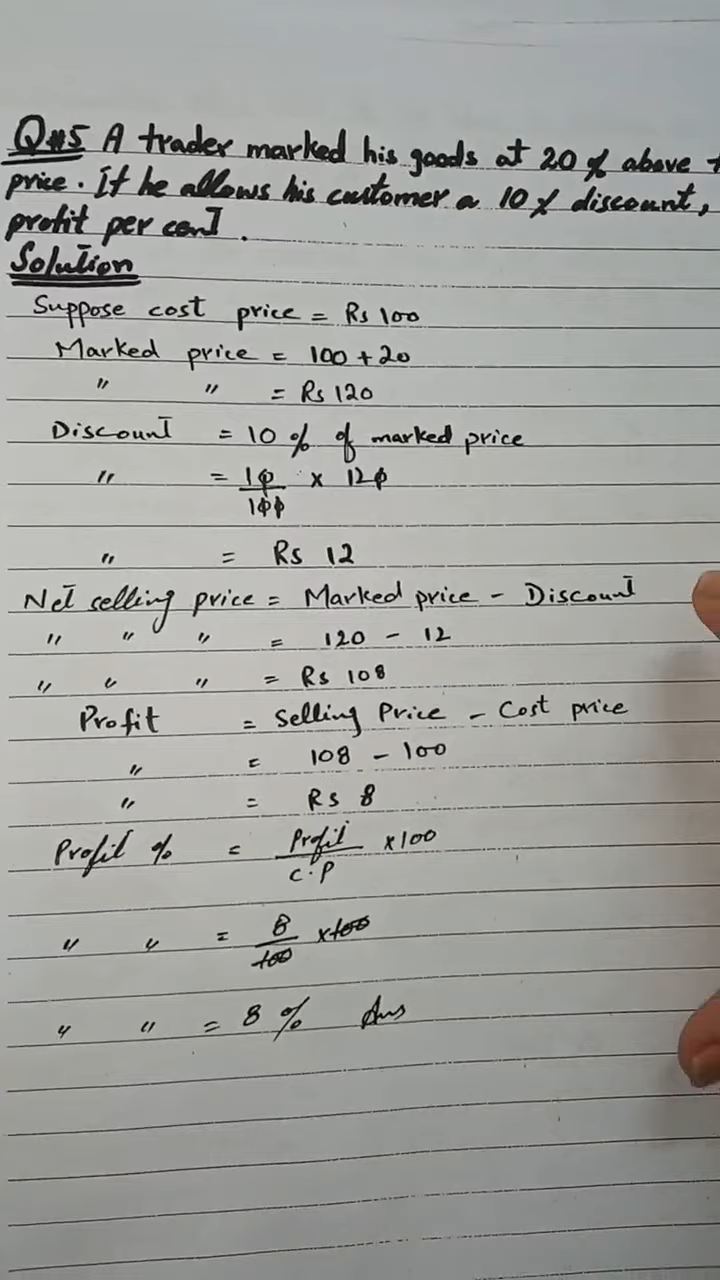 Q#5 A trader marked his goods at 20% above
price. If he allows his customer a 10% discount,
profit per cent.
Solution
Suppose cost price = Rs 100
Marked price = 100 + 20
" " = Rs 120
Discount = 10 % of marked price
" = 10/100 × 120
" = Rs 12
Net selling price = Marked price - Discount
" " " = 120 - 12
" " " = Rs 108
Profit = Selling Price - Cost price
" = 108 - 100
" = Rs 8
Profit % = Profit/C.P × 100
" " = 8/100 × 100
" " = 8 % Ans